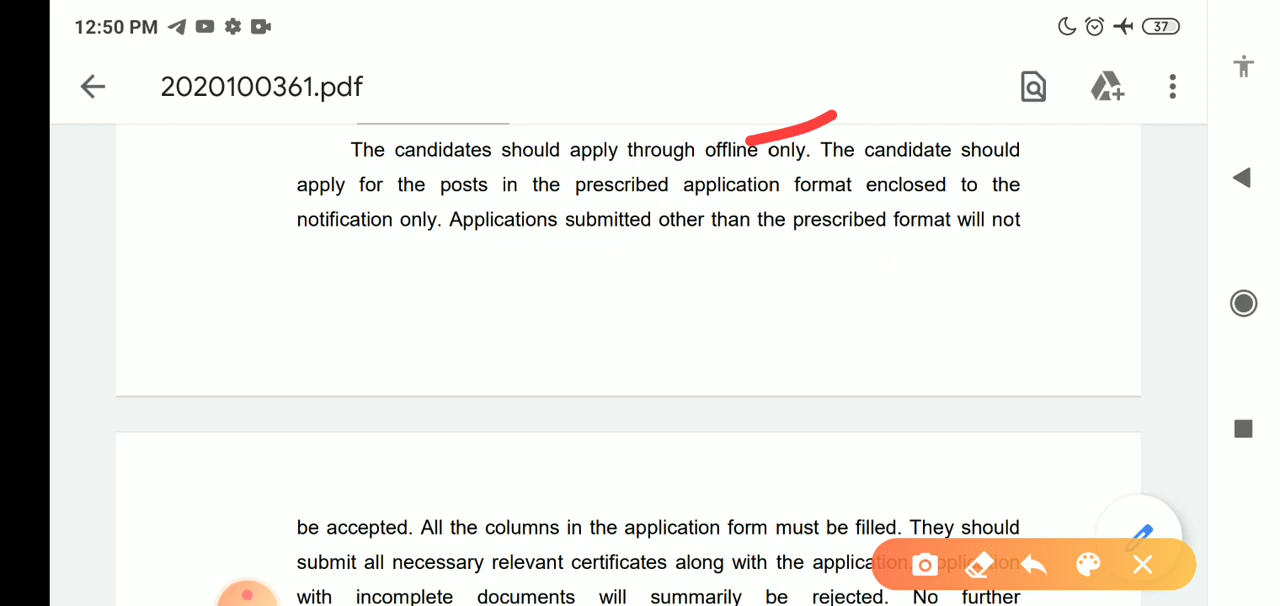 12:50 PM
37
2020100361.pdf
The candidates should apply through offline only. The candidate should
apply for the posts in the prescribed application format enclosed to the
notification only. Applications submitted other than the prescribed format will not
be accepted. All the columns in the application form must be filled. They should
submit all necessary relevant certificates along with the application. Application
with incomplete documents will summarily be rejected. No further